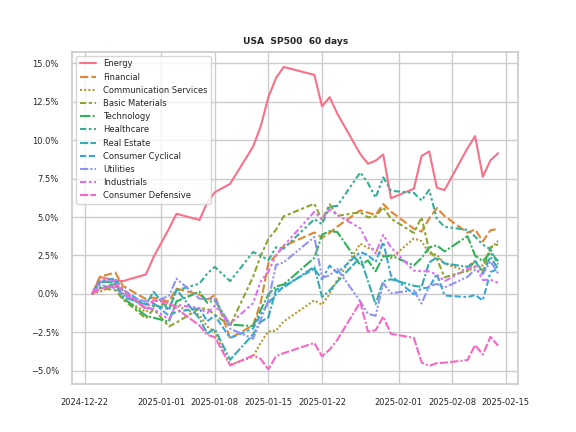 USA SP500 60 days
15.0%
12.5%
10.0%
7.5%
5.0%
2.5%
0.0%
−2.5%
−5.0%
Energy
Financial
Communication Services
Basic Materials
Technology
Healthcare
Real Estate
Consumer Cyclical
Utilities
Industrials
Consumer Defensive
2024-12-22
2025-01-01
2025-01-08
2025-01-15
2025-01-22
2025-02-01
2025-02-08
2025-02-15